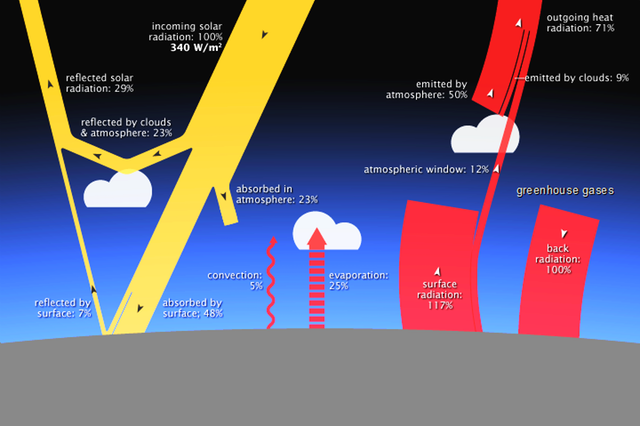 incoming solar
radiation: 100%
340 W/m²
outgoing heat
radiation: 71%
reflected solar
radiation: 29%
emitted by clouds: 9%
emitted by
atmosphere: 50%
reflected by clouds
& atmosphere: 23%
atmospheric window: 12%
absorbed in
atmosphere: 23%
greenhouse gases
back
radiation:
100%
convection:
5%
evaporation:
25%
surface
radiation:
117%
reflected by
surface: 7%
absorbed by
surface; 48%